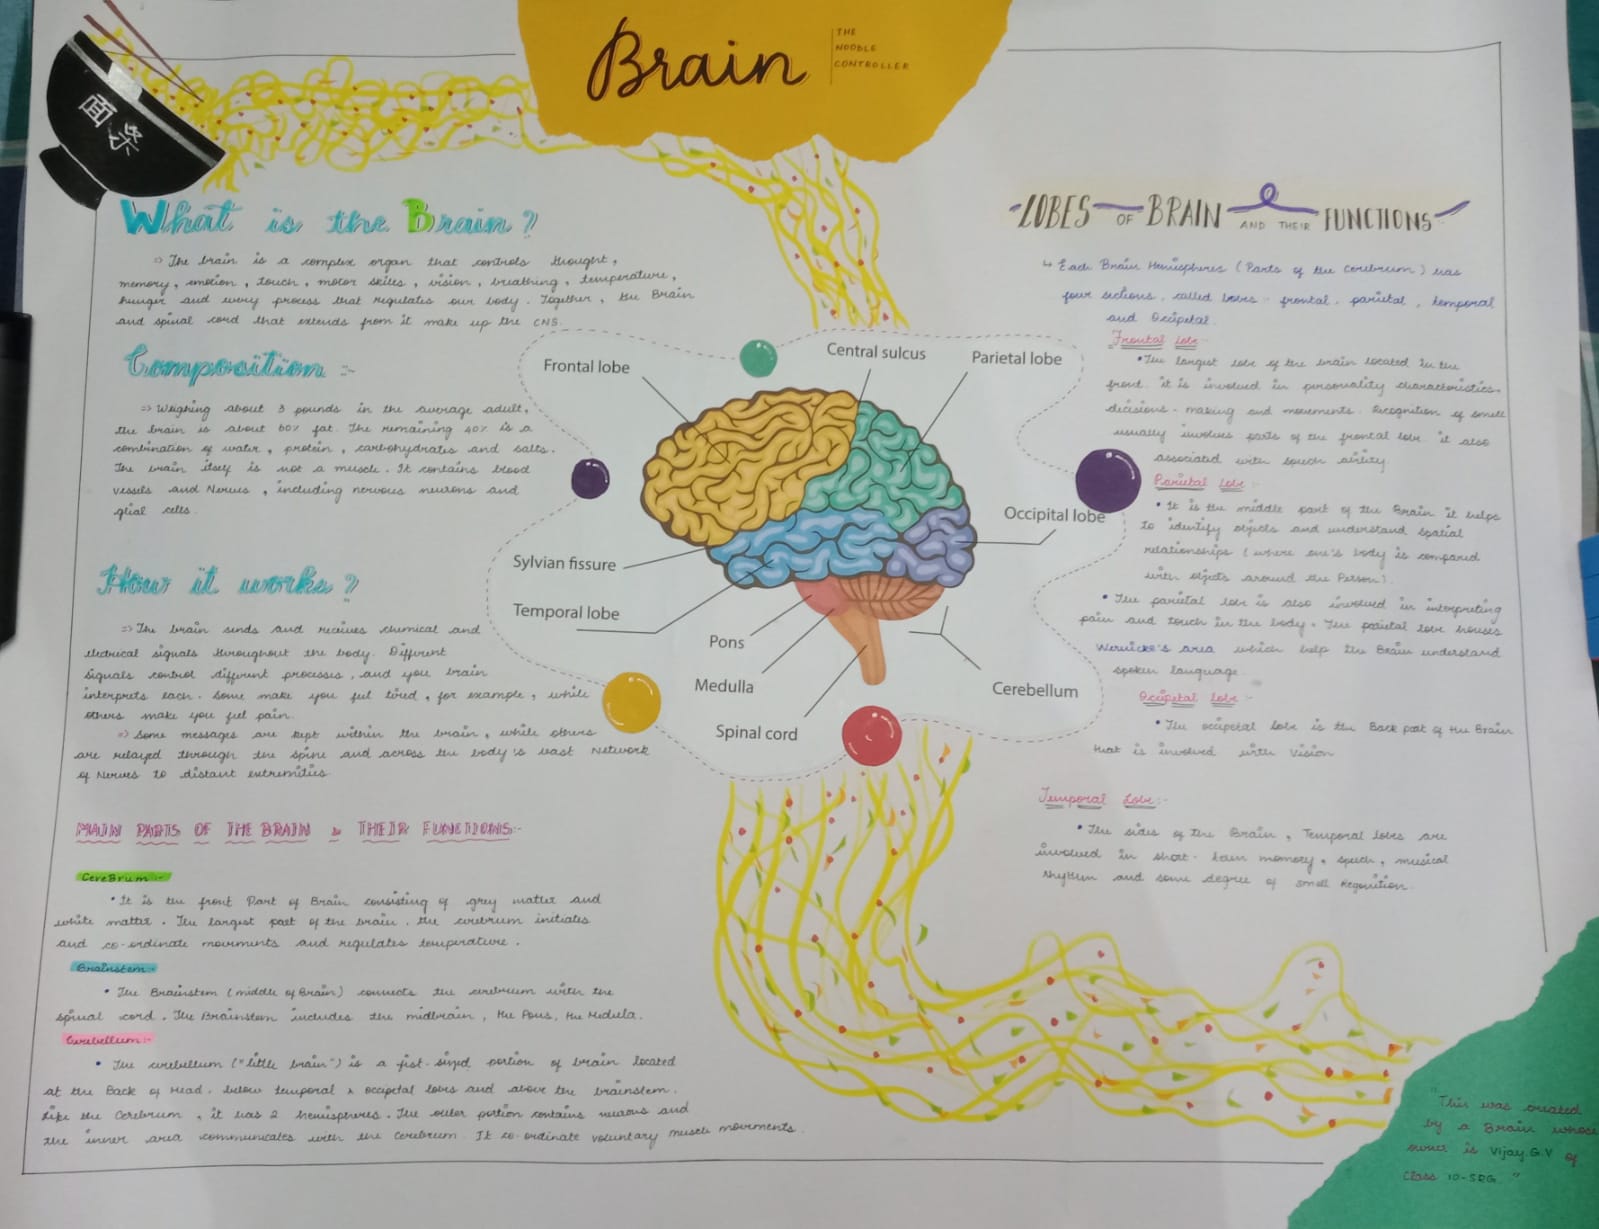 Brain
THE
NOODLE
CONTROLLER
面条
What is the Brain?
⇒ The brain is a complex organ that controls thought,
memory, emotion, touch, motor skills, vision, breathing, temperature,
hunger and every process that regulates our body. Together, the Brain
and spinal cord that extends from it make up the CNS.
Composition :-
⇒ Weighing about 3 pounds in the average adult,
the brain is about 60% fat. The remaining 40% is a
combination of water, protein, carbohydrates and salts.
The brain itself is not a muscle. It contains blood
vessels and Nerves, including nervous neurons and
glial cells.
How it works?
⇒ The brain sends and receives chemical and
electrical signals throughout the body. Different
signals control different processes, and you brain
interprets each. Some make you feel tired, for example, while
others make you feel pain.
⇒ Some messages are kept within the brain, while others
are relayed through the spine and across the body's vast Network
of Nerves to distant extremities.
MAIN PARTS OF THE BRAIN & THEIR FUNCTIONS:-
CereBrum:-
• It is the front Part of Brain consisting of grey matter and
white matter. The largest part of the brain, the cerebrum initiates
and co-ordinate movements and regulates temperature.
Brainstem:-
• The Brainstem (middle of Brain) connects the cerebrum with the
spinal cord. The Brainstem includes the midbrain, the Pons, the Medula.
Cerebellum:-
• The cerebellum ("little brain") is a fist-sized portion of brain located
at the Back of Head, below temporal & occipetal lobes and above the brainstem.
Like the Cerebrum, it has 2 hemispheres. The outer portion contains neurons and
the inner area communicates with the cerebrum. It co-ordinate voluntary muscle movements.
Frontal lobe
Central sulcus
Parietal lobe
Occipital lobe
Sylvian fissure
Temporal lobe
Pons
Medulla
Spinal cord
Cerebellum
LOBES OF BRAIN AND THEIR FUNCTIONS:-
↳ Each Brain Hemispheres (Parts of the cerebrum) has
four sections, called lobes:- frontal, parietal, temporal
and Occipetal.
Frontal lobe:-
• The largest lobe of the brain located in the
front. it is involved in personality characteristics,
decisions-making and movements. Recognition of smell
usually involves parts of the frontal lobe. it also
associated with speech ability.
Parietal lobe:-
• It is the middle part of the Brain it helps
to identify objects and understand spatial
relationships (where one's body is compared
with objects around the Person).
• The parietal lobe is also involved in interpreting
pain and touch in the body. The parietal lobe houses
Wernicke's area which help the Brain understand
spoken language.
Occipetal lobe:-
• The occipetal lobe is the Back part of the Brain
that is involved with vision
Temporal Lobe:-
• The sides of the Brain, Temporal lobes are
involved in short-term memory, speech, musical
rhythm and some degree of smell
"This was created
by a Brain whose
owner is Vijay.G.V of
Class 10-SRG."